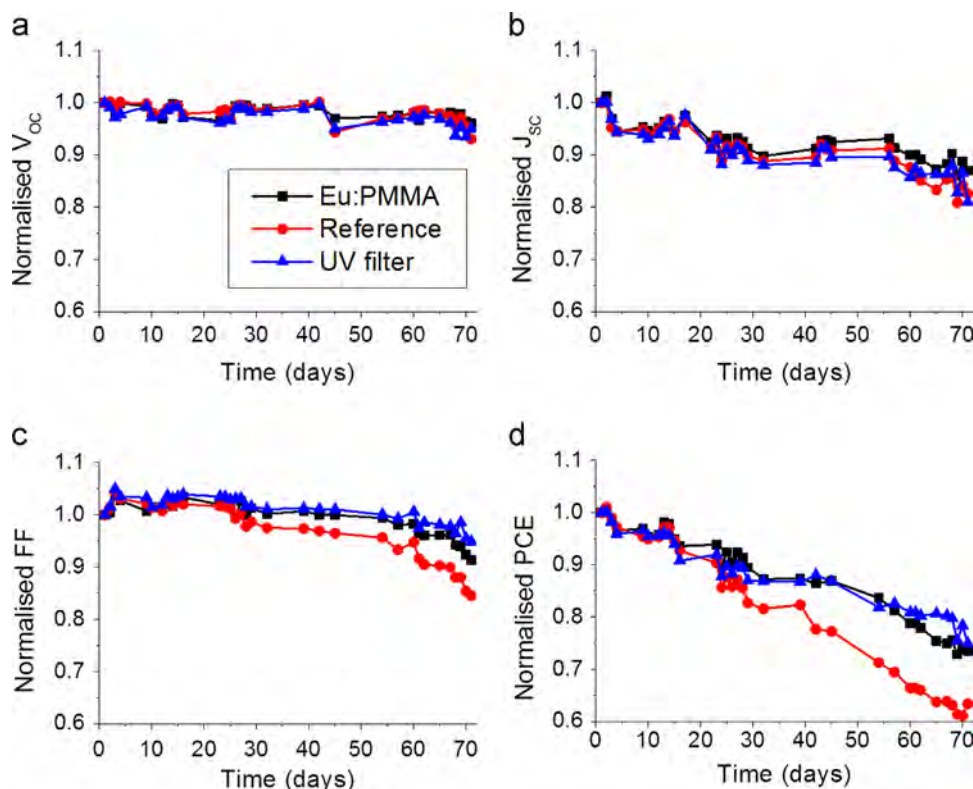 a
1.1
1.0
0.9
0.8
0.7
0.6
Normalised V_OC
Eu:PMMA
Reference
UV filter
0 10 20 30 40 50 60 70
Time (days)
b
1.1
1.0
0.9
0.8
0.7
0.6
Normalised J_SC
0 10 20 30 40 50 60 70
Time (days)
c
1.1
1.0
0.9
0.8
0.7
0.6
Normalised FF
0 10 20 30 40 50 60 70
Time (days)
d
1.1
1.0
0.9
0.8
0.7
0.6
Normalised PCE
0 10 20 30 40 50 60 70
Time (days)